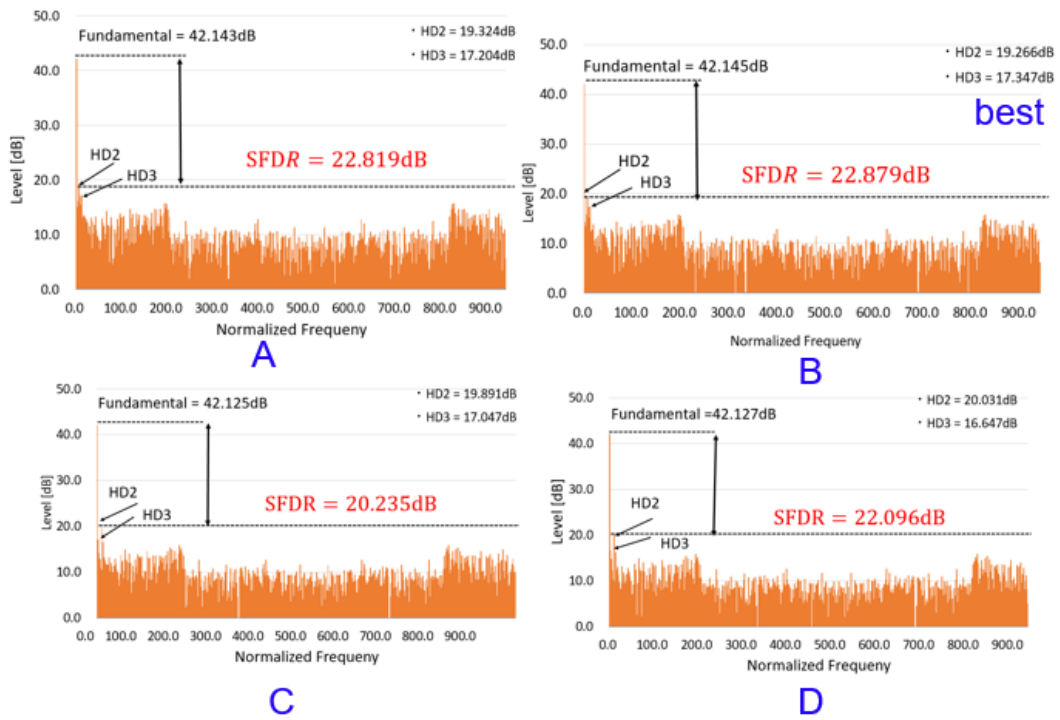 50.0
Fundamental = 42.143dB
• HD2 = 19.324dB
• HD3 = 17.204dB
40.0
30.0
Level [dB]
HD2
HD3
SFDR = 22.819dB
20.0
10.0
0.0
0.0 100.0 200.0 300.0 400.0 500.0 600.0 700.0 800.0 900.0
Normalized Frequeny
A
50.0
Fundamental = 42.145dB
• HD2 = 19.266dB
• HD3 = 17.347dB
best
40.0
30.0
Level [dB]
HD2
HD3
SFDR = 22.879dB
20.0
10.0
0.0
0.0 100.0 200.0 300.0 400.0 500.0 600.0 700.0 800.0 900.0
Normalized Frequeny
B
50.0
Fundamental = 42.125dB
• HD2 = 19.891dB
• HD3 = 17.047dB
40.0
30.0
Level [dB]
HD2
HD3
SFDR = 20.235dB
20.0
10.0
0.0
0.0 100.0 200.0 300.0 400.0 500.0 600.0 700.0 800.0 900.0
Normalized Frequeny
C
50.0
Fundamental =42.127dB
• HD2 = 20.031dB
• HD3 = 16.647dB
40.0
30.0
Level [dB]
HD2
HD3
SFDR = 22.096dB
20.0
10.0
0.0
0.0 100.0 200.0 300.0 400.0 500.0 600.0 700.0 800.0 900.0
Normalized Frequeny
D